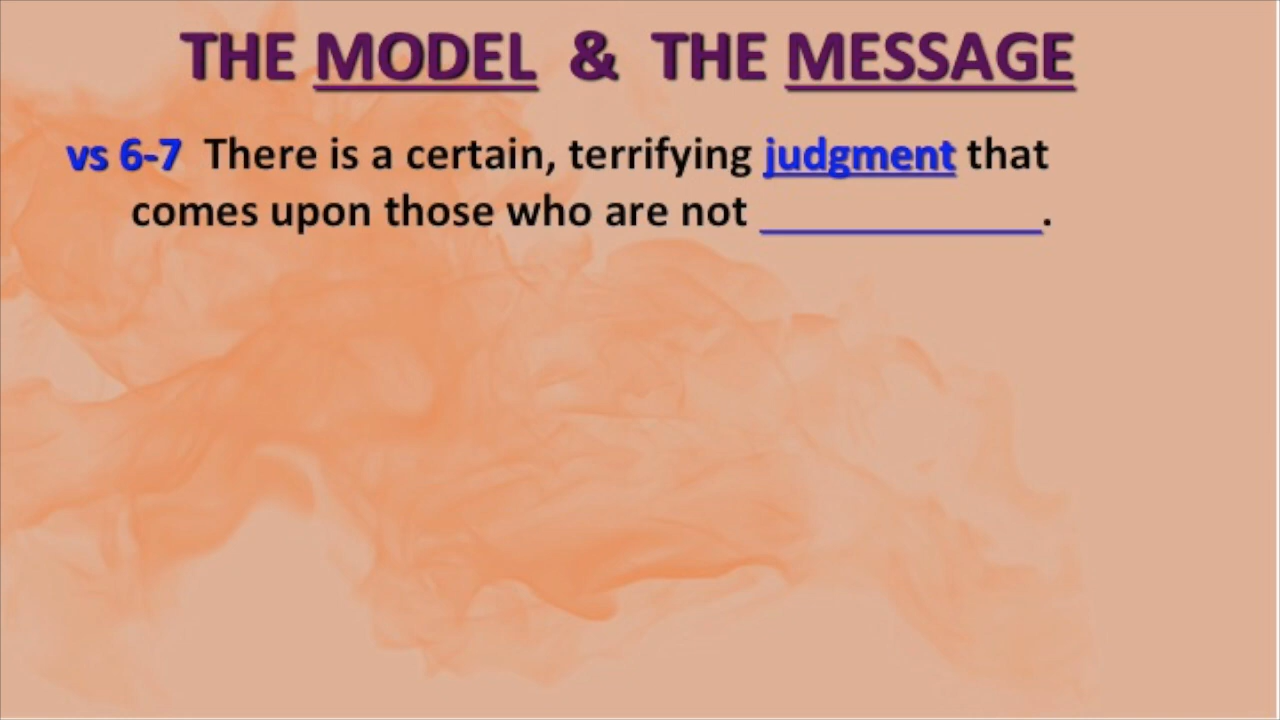 THE MODEL & THE MESSAGE
vs 6-7 There is a certain, terrifying judgment that
comes upon those who are not ____________.